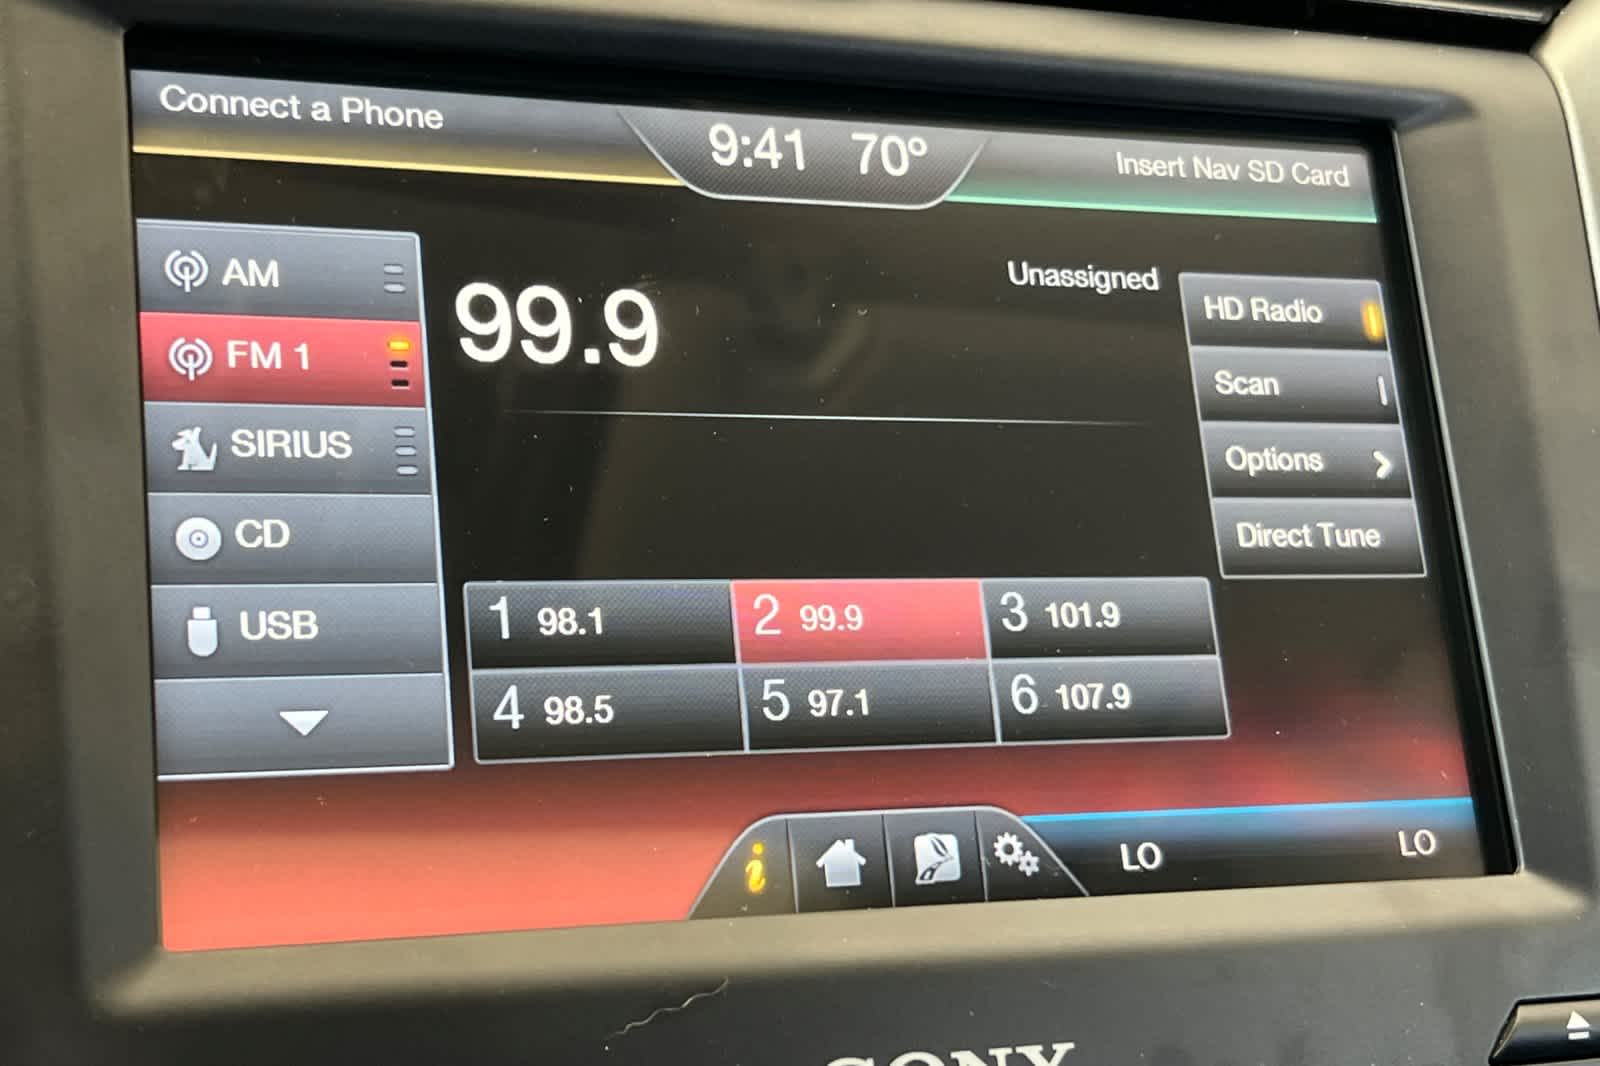 Connect a Phone
9:41 70°
Insert Nav SD Card
AM
FM 1
SIRIUS
CD
USB
99.9
Unassigned
HD Radio
Scan
Options
Direct Tune
1 98.1
2 99.9
3 101.9
4 98.5
5 97.1
6 107.9
i
LO
LO
SONY